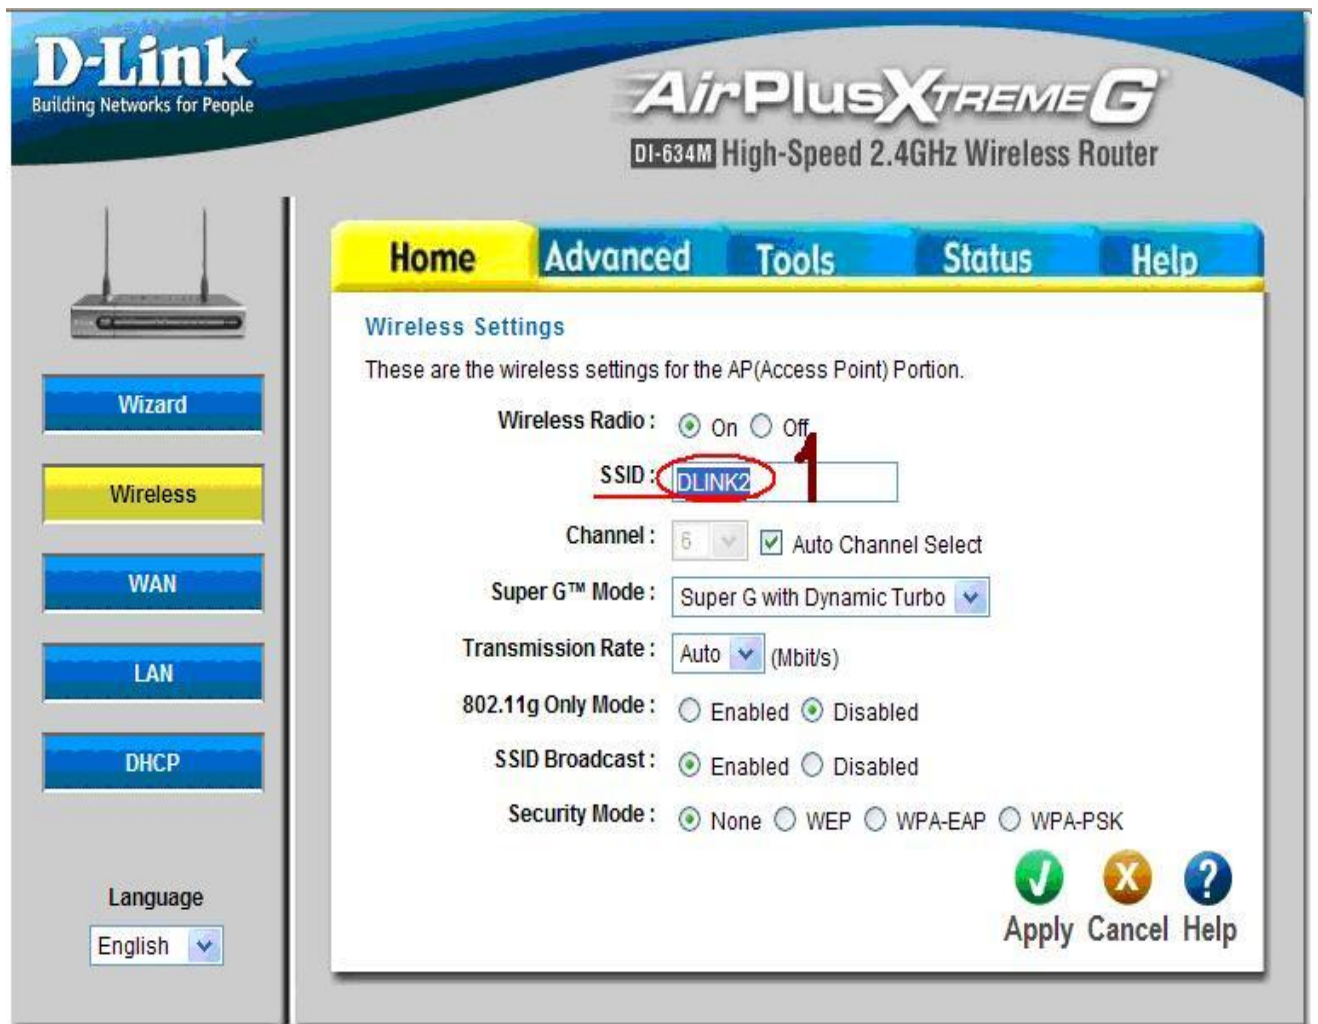 D-Link
Building Networks for People
AirPlus XTREME G
DI-634M High-Speed 2.4GHz Wireless Router
Home Advanced Tools Status Help
Wizard
Wireless
WAN
LAN
DHCP
Language
English
Wireless Settings
These are the wireless settings for the AP(Access Point) Portion.
Wireless Radio : On Off
SSID : DLINK2 1
Channel : 6 Auto Channel Select
Super G™ Mode : Super G with Dynamic Turbo
Transmission Rate : Auto (Mbit/s)
802.11g Only Mode : Enabled Disabled
SSID Broadcast : Enabled Disabled
Security Mode : None WEP WPA-EAP WPA-PSK
X ?
Apply Cancel Help